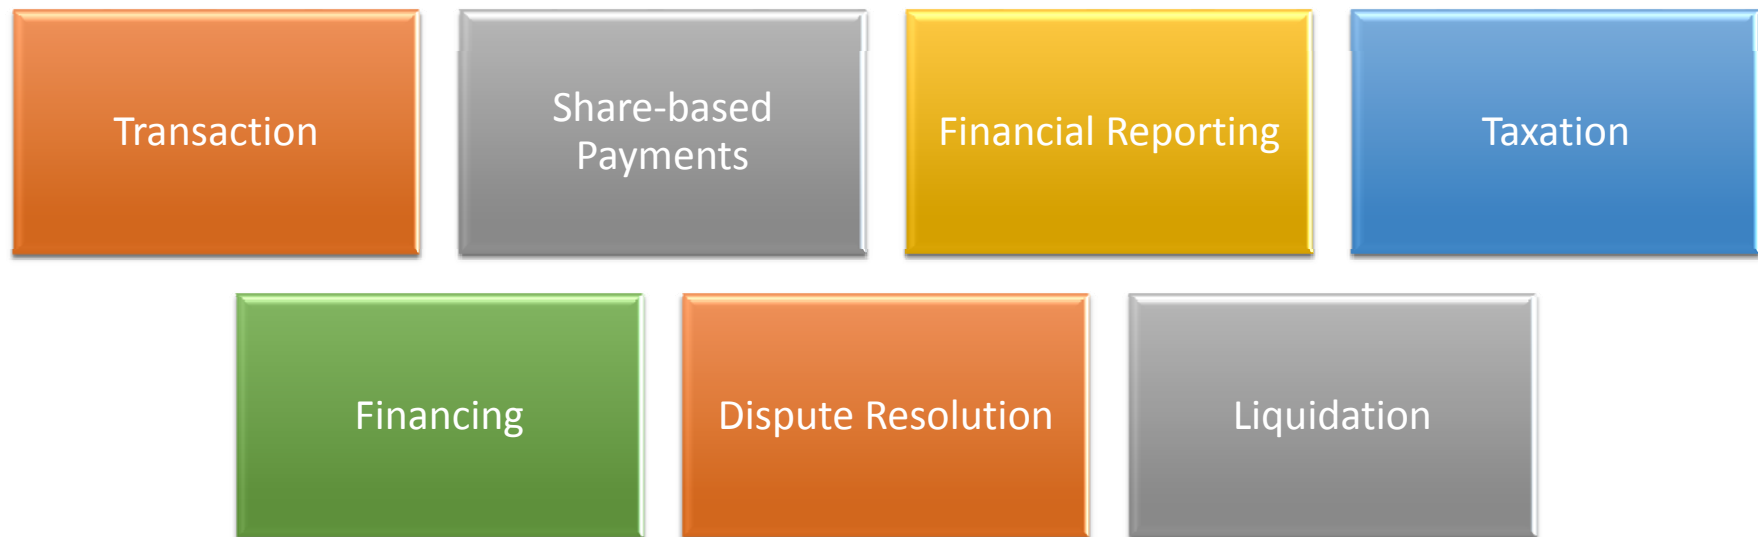 Transaction
Share-based
Payments
Financial Reporting
Taxation
Financing
Dispute Resolution
Liquidation